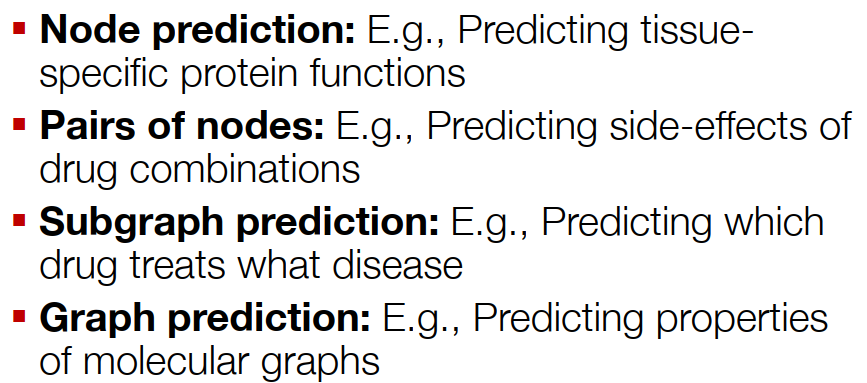 ▪ Node prediction: E.g., Predicting tissue-
specific protein functions
▪ Pairs of nodes: E.g., Predicting side-effects of
drug combinations
▪ Subgraph prediction: E.g., Predicting which
drug treats what disease
▪ Graph prediction: E.g., Predicting properties
of molecular graphs